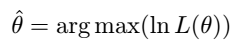 θ̂ = arg max(ln L(θ))